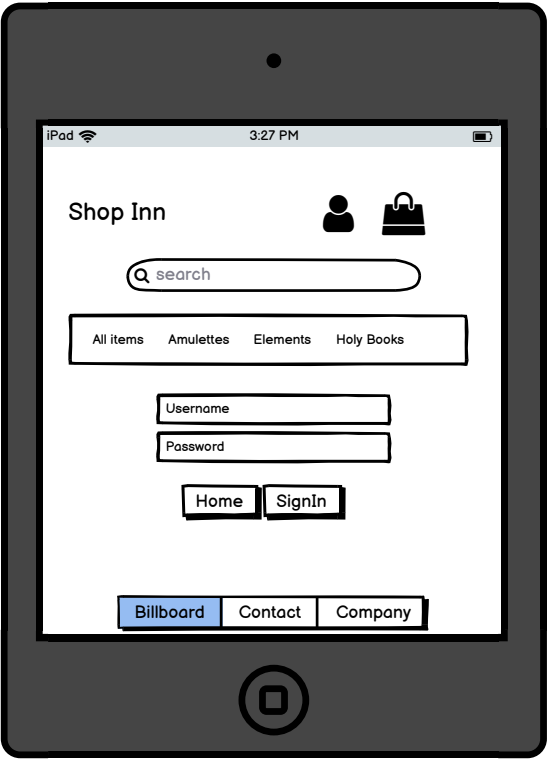 iPad 3:27 PM
Shop Inn
search
All items Amulettes Elements Holy Books
Username
Password
Home SignIn
Billboard Contact Company